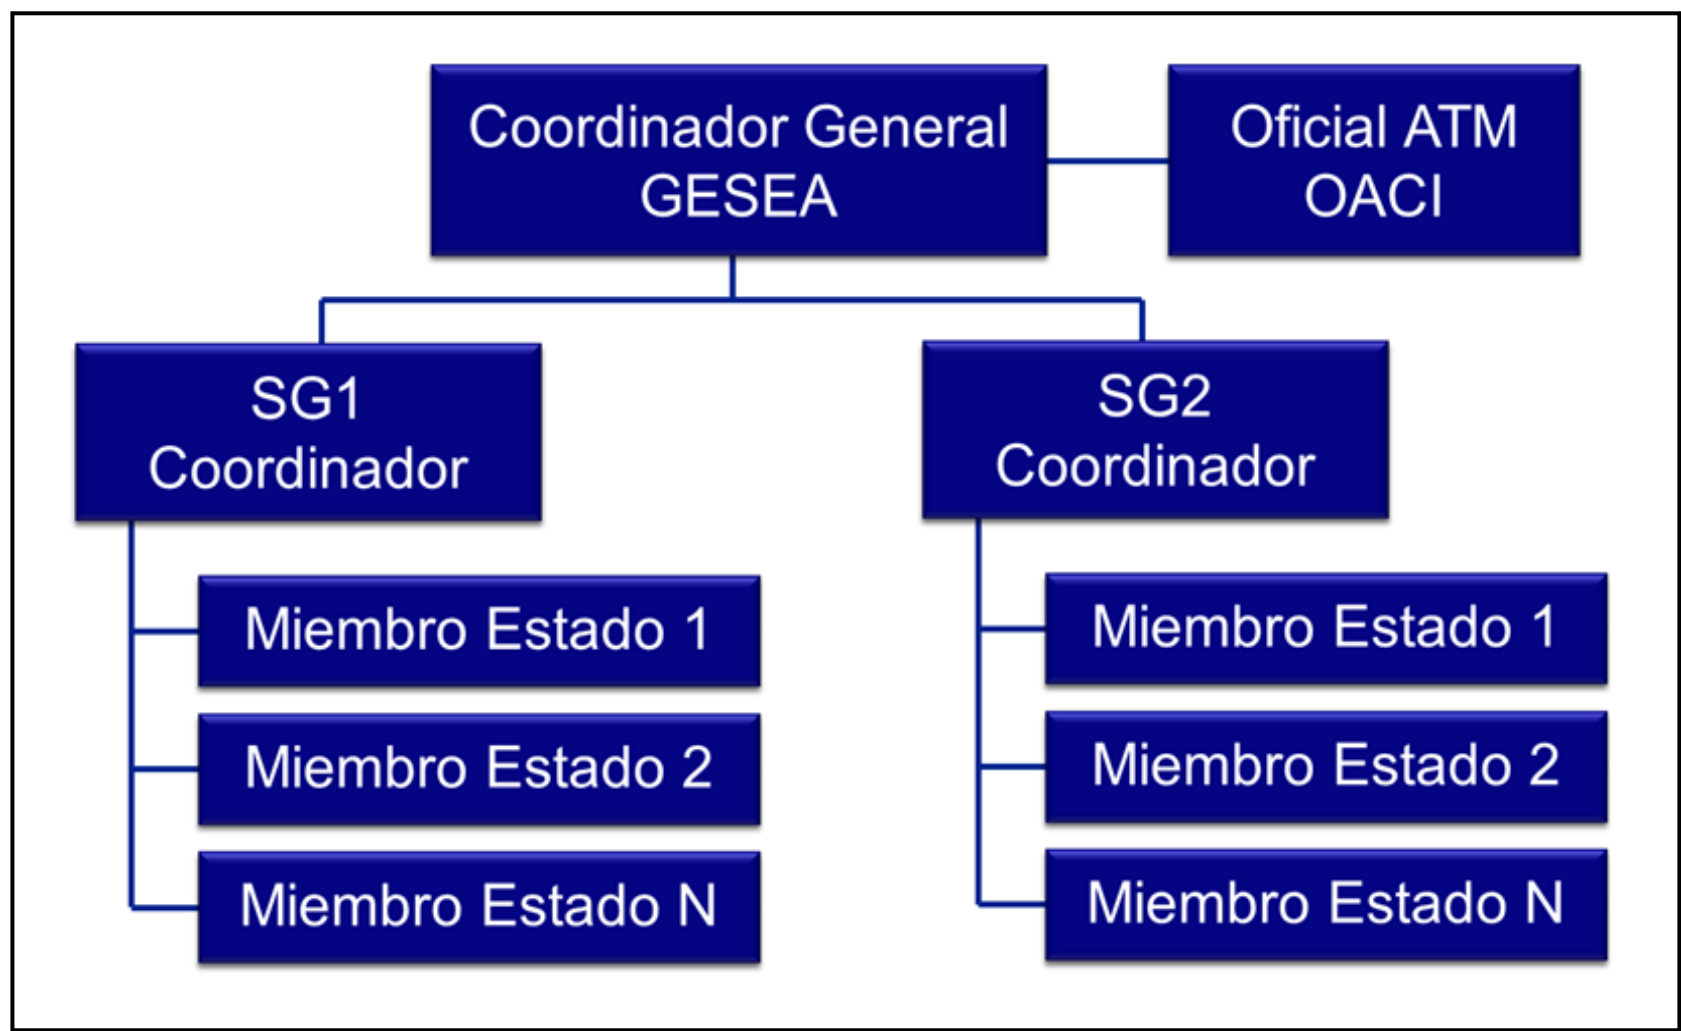 Coordinador General
GESEA
Oficial ATM
OACI
SG1
Coordinador
SG2
Coordinador
Miembro Estado 1
Miembro Estado 2
Miembro Estado N
Miembro Estado 1
Miembro Estado 2
Miembro Estado N